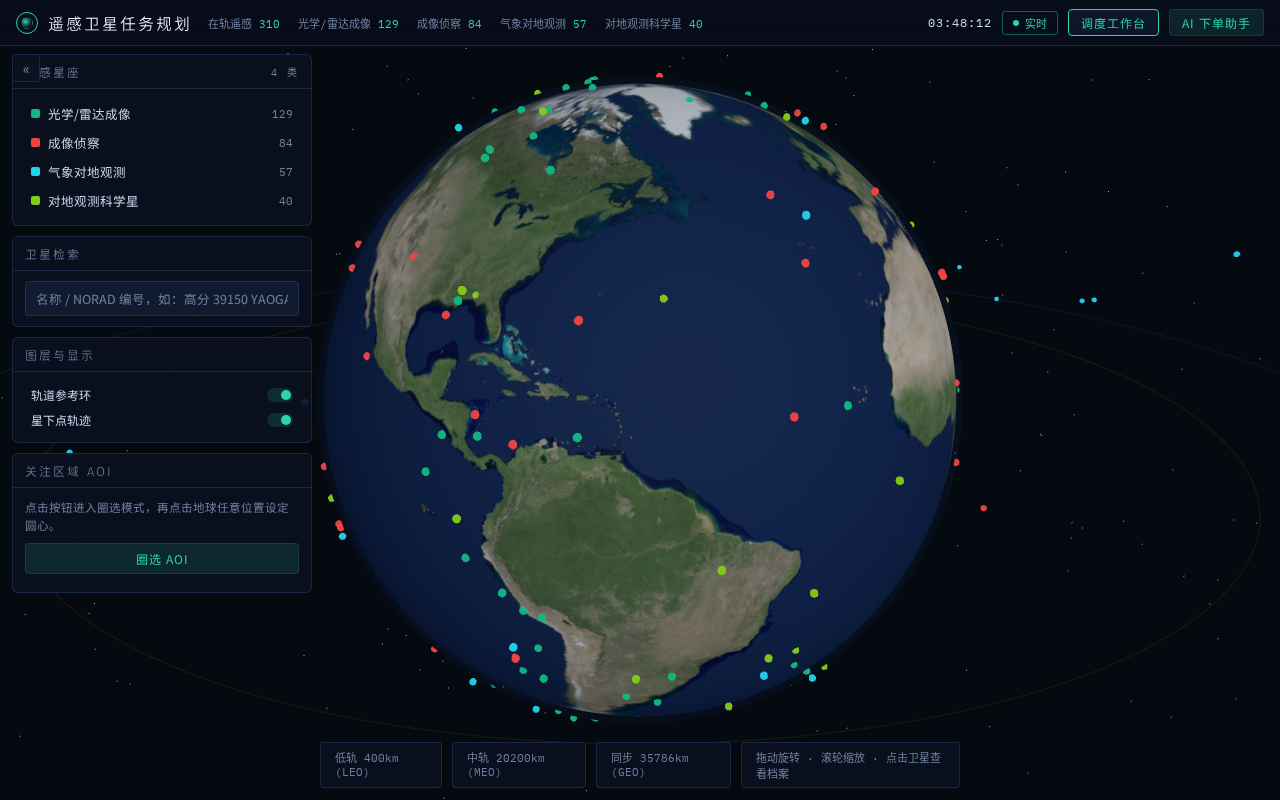 遥感卫星任务规划
在轨遥感 310 光学/雷达成像 129 成像侦察 84 气象对地观测 57 对地观测科学星 40
03:48:12
实时
调度工作台
AI 下单助手
«
感星座
4 类
光学/雷达成像 129
成像侦察 84
气象对地观测 57
对地观测科学星 40
卫星检索
名称 / NORAD 编号，如：高分 39150 YAOGA
图层与显示
轨道参考环
星下点轨迹
关注区域 AOI
点击按钮进入圈选模式，再点击地球任意位置设定
圆心。
圈选 AOI
低轨 400km
(LEO)
中轨 20200km
(MEO)
同步 35786km
(GEO)
拖动旋转 · 滚轮缩放 · 点击卫星查
看档案